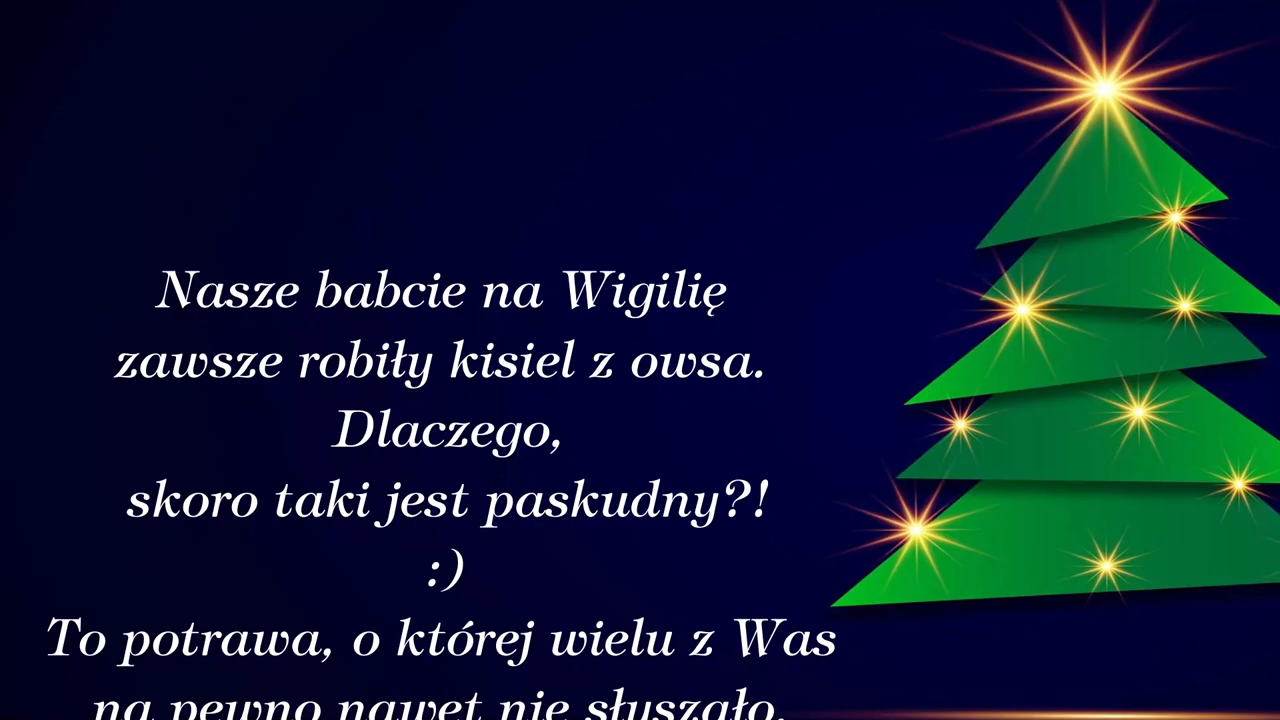 Nasze babcie na Wigilię
zawsze robiły kisiel z owsa.
Dlaczego,
skoro taki jest paskudny?!
:)
To potrawa, o której wielu z Was
na pewno nawet nie słyszało.